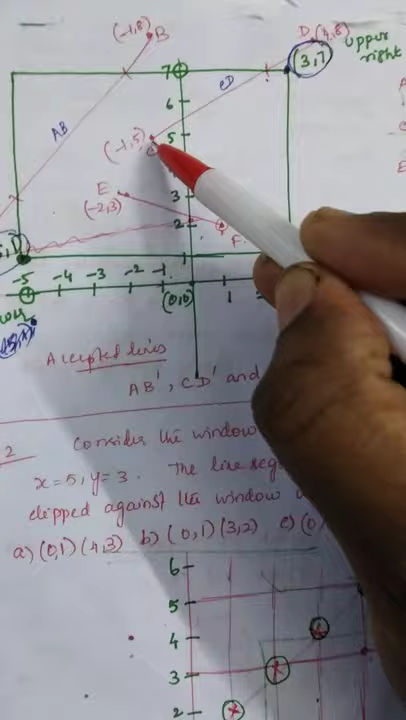 (-1,8) B
D (4,8)
upper
right
(3,7)
7
CD
6
AB
(-1,5)
5
C
E
(-2,3)
3
2
F
1
-5 -4 -3 -2 -1
(0,0)
1
Accepted lines
AB', CD' and
2
Consider the window
x=5, y=3. The line seg
clipped against the window
a) (0,1) (4,3) b) (0,1) (3,2) c) (0,
6
5
4
3
2